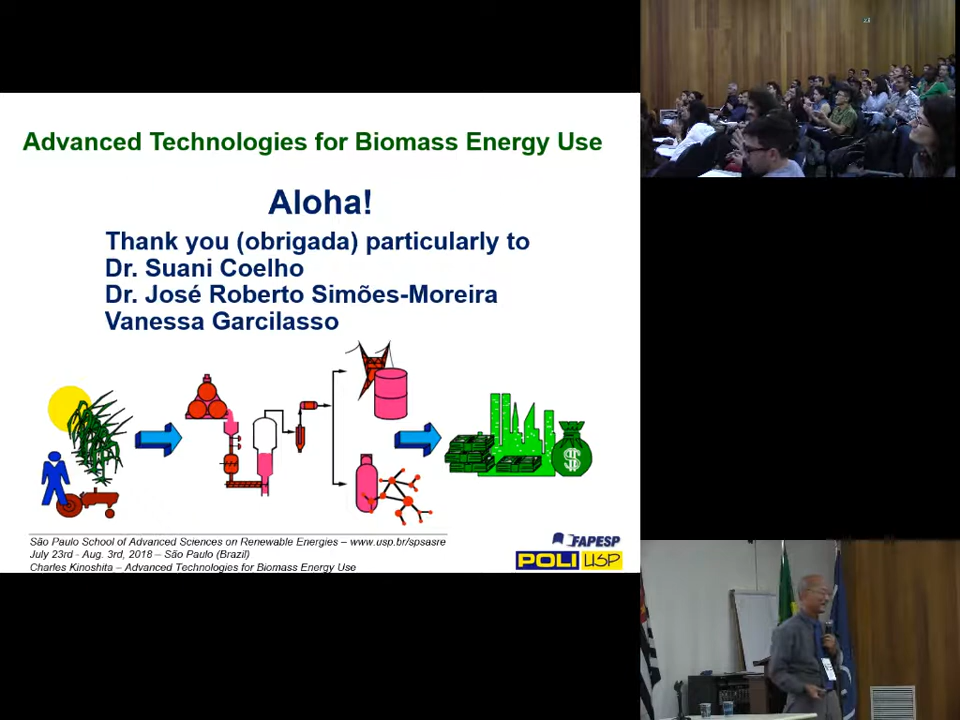 Advanced Technologies for Biomass Energy Use
Aloha!
Thank you (obrigada) particularly to
Dr. Suani Coelho
Dr. José Roberto Simões-Moreira
Vanessa Garcilasso
$
São Paulo School of Advanced Sciences on Renewable Energies – www.usp.br/spsasre
July 23rd - Aug. 3rd, 2018 – São Paulo (Brazil)
Charles Kinoshita – Advanced Technologies for Biomass Energy Use
FAPESP
POLI USP